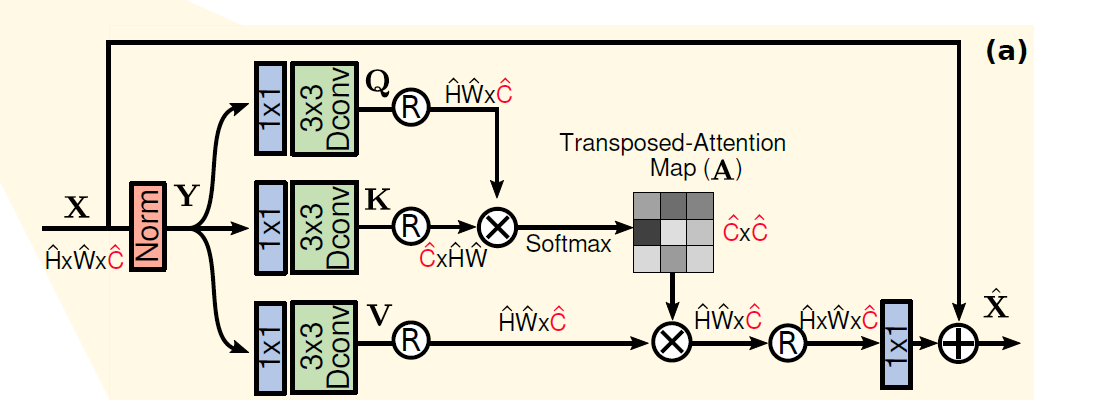 (a)
1x1
3x3
Dconv
Q
R
ĤŴxĈ
Transposed-Attention
Map (A)
X
ĤxŴxĈ
Norm
Y
1x1
3x3
Dconv
K
R
ĈxĤŴ
Softmax
ĈxĈ
1x1
3x3
Dconv
V
R
ĤŴxĈ
ĤŴxĈ
R
ĤxŴxĈ
1x1
X̂